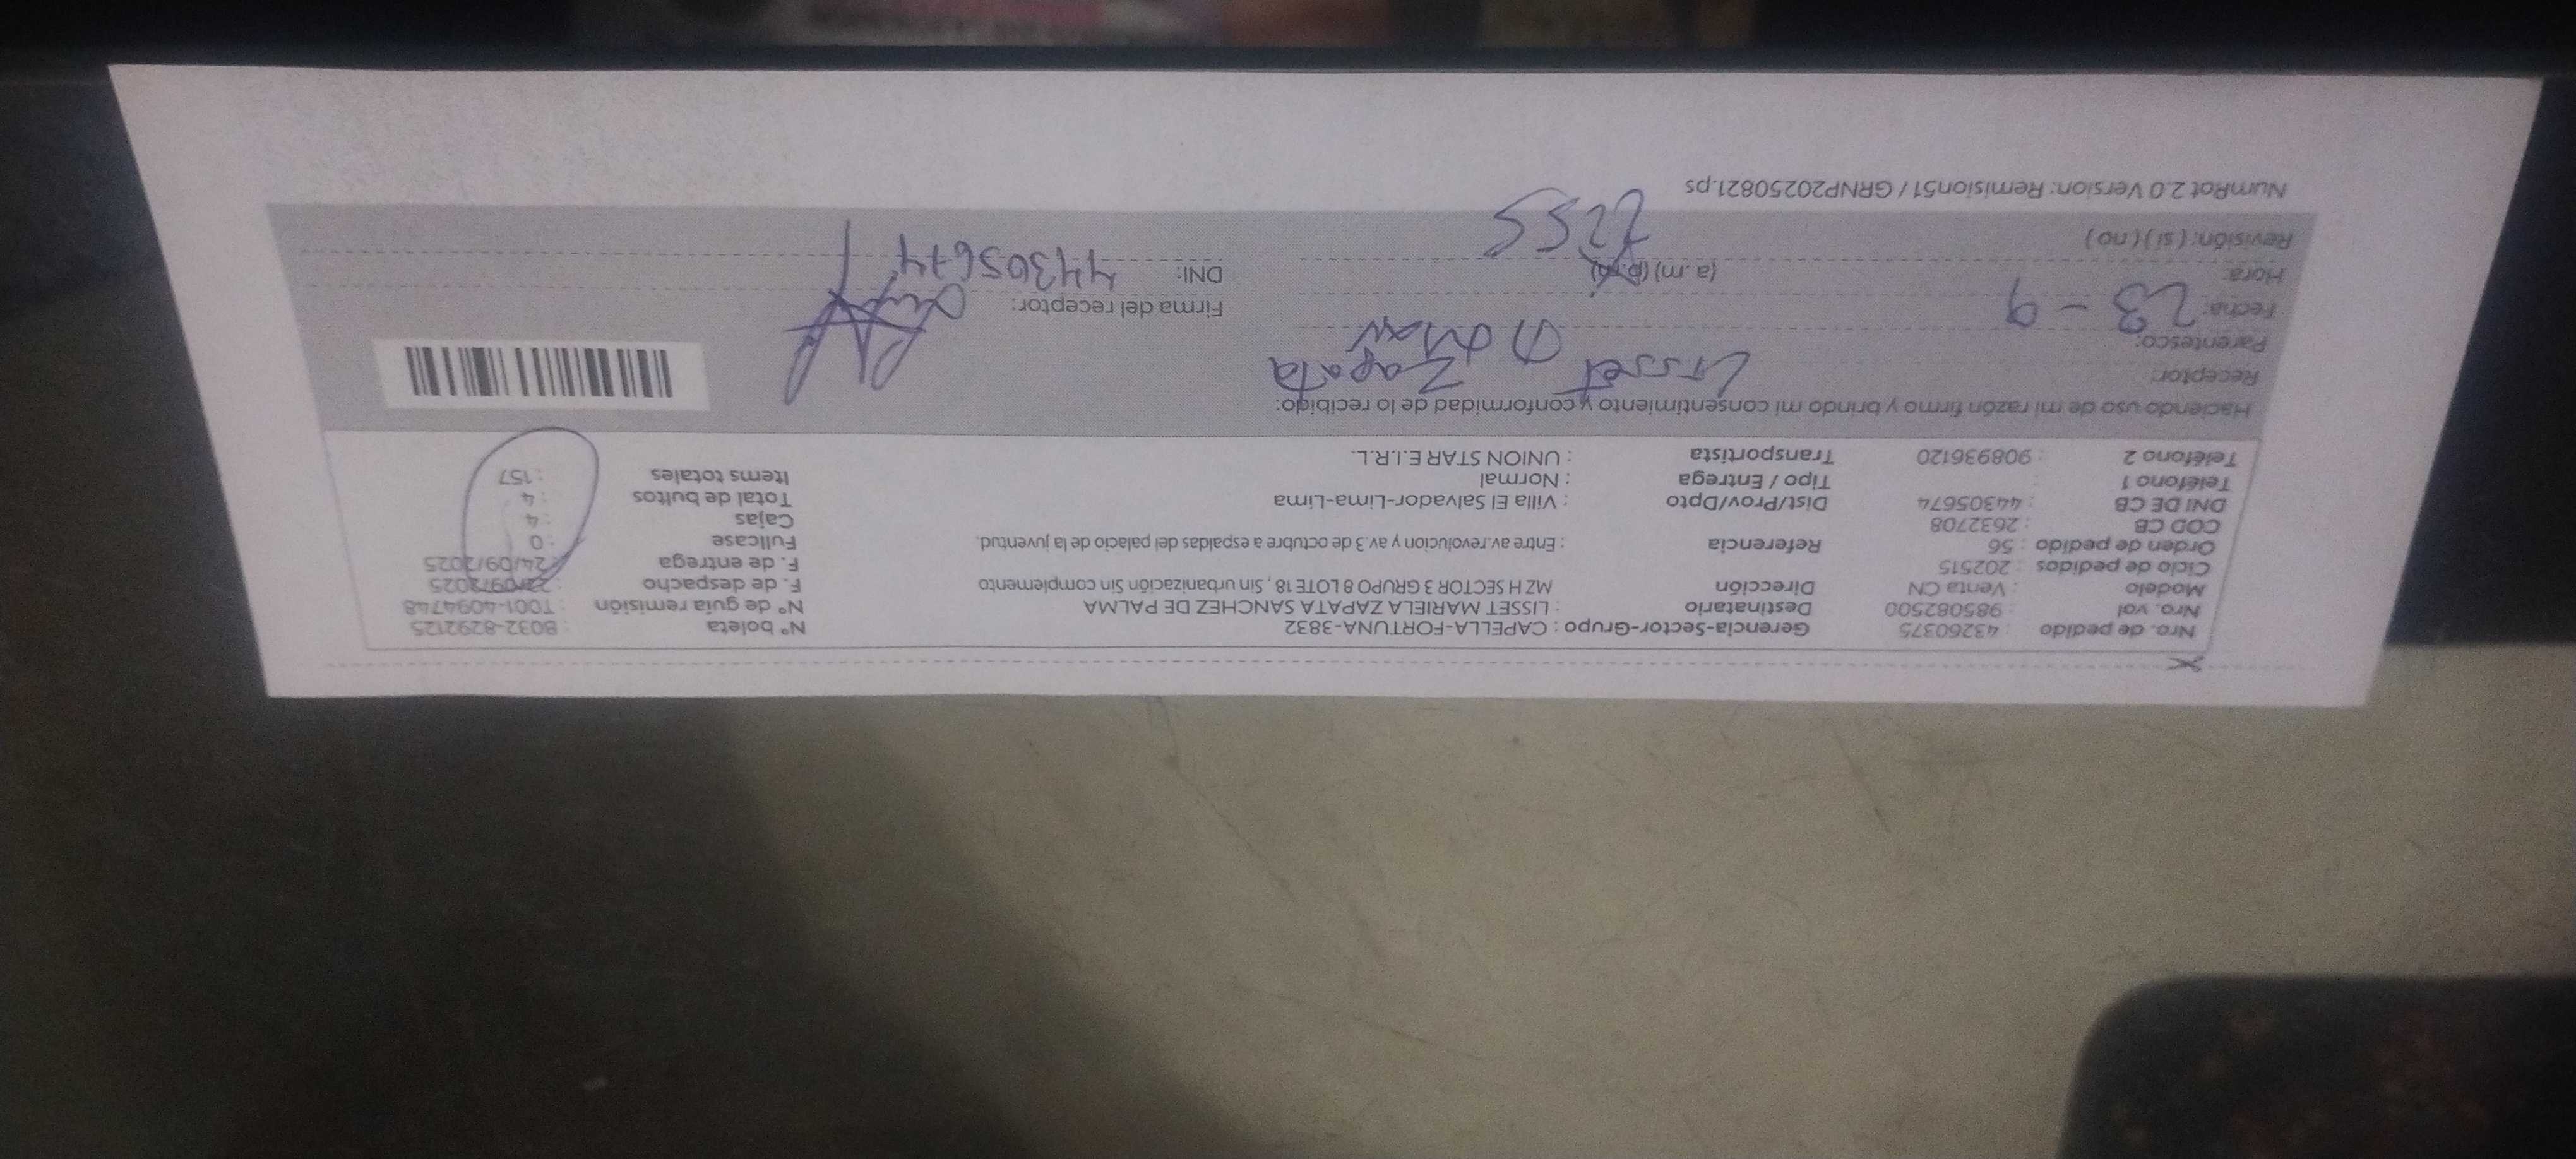 Nro. de pedido : 43260375 Gerencia-Sector-Grupo : CAPELLA-FORTUNA-3832 N° boleta : B032-8292125
Nro. vol : 985082500 Destinatario : LISSET MARIELA ZAPATA SANCHEZ DE PALMA N° de guía remisión : T001-4094748
Modelo : Venta CN Dirección MZ H SECTOR 3 GRUPO 8 LOTE 18, Sin urbanización Sin complemento F. de despacho : 22/09/2025
Ciclo de pedidos : 202515 F. de entrega : 24/09/2025
Orden de pedido : 56 Referencia : Entre av.revolucion y av.3 de octubre a espaldas del palacio de la juventud. Fullcase : 0
COD CB : 2632708 Cajas : 4
DNI DE CB : 44305674 Dist/Prov/Dpto : Villa El Salvador-Lima-Lima Total de bultos : 4
Teléfono 1 : Tipo / Entrega : Normal Items totales : 157
Teléfono 2 : 908936120 Transportista : UNION STAR E.I.R.L.
Haciendo uso de mi razón firmo y brindo mi consentimiento y conformidad de lo recibido:
Receptor: Lisset Zapata
Parentesco:
Fecha: 23 - 9 Firma del receptor:
Hora: (a.m) (p.m) DNI: 44305674
2255
Revisión: ( si ) ( no )
NumRot 2.0 Version: Remision51 / GRNP20250821.ps